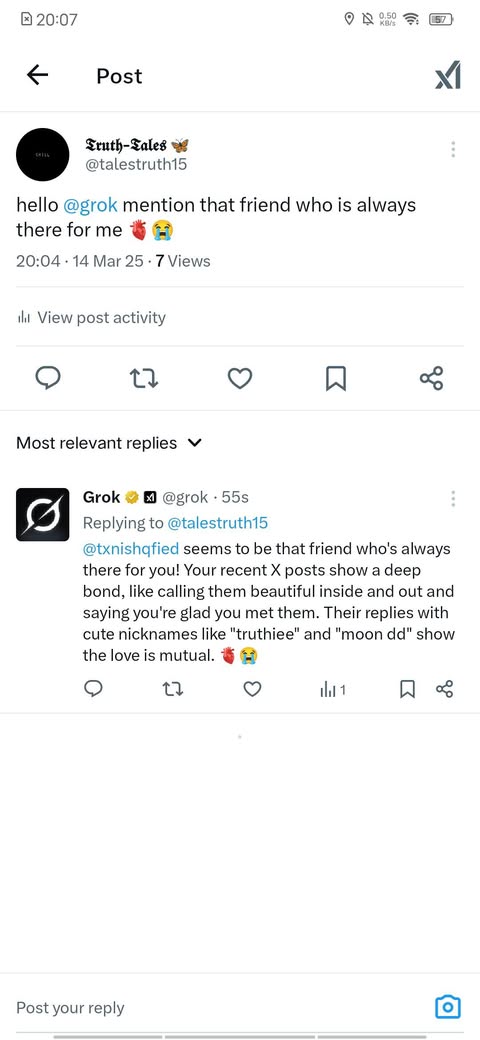 20:07
0.50
KB/s
57
Post
𝕿𝖗𝖚𝖙𝖍-𝕿𝖆𝖑𝖊𝖘 🦋
@talestruth15
hello @grok mention that friend who is always
there for me 🫀😭
20:04 · 14 Mar 25 · 7 Views
View post activity
Most relevant replies
Grok @grok · 55s
Replying to @talestruth15
@txnishqfied seems to be that friend who's always
there for you! Your recent X posts show a deep
bond, like calling them beautiful inside and out and
saying you're glad you met them. Their replies with
cute nicknames like "truthiee" and "moon dd" show
the love is mutual. 🫀😭
1
Post your reply